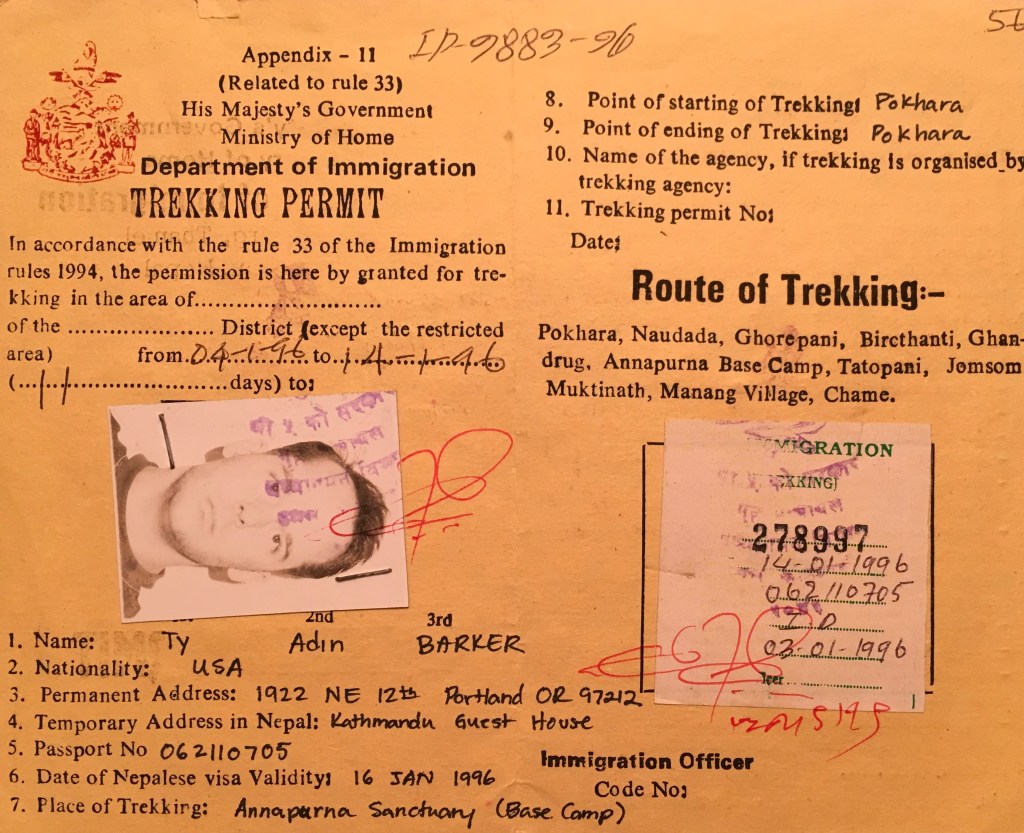 IP-9883-96
Appendix - 11
(Related to rule 33)
His Majesty's Government
Ministry of Home
Department of Immigration
TREKKING PERMIT
In accordance with the rule 33 of the Immigration
rules 1994, the permission is here by granted for tre-
kking in the area of..............................
of the ....................... District (except the restricted
area) from 04-1-96 to 14-1-96
(...11...........................days) to:
2nd 3rd
1. Name: Ty Adin BARKER
2. Nationality: USA
3. Permanent Address: 1922 NE 12th Portland OR 97212
4. Temporary Address in Nepal: Kathmandu Guest House
5. Passport No 062110705
6. Date of Nepalese visa Validity: 16 JAN 1996
7. Place of Trekking: Annapurna Sanctuary (Base Camp)
8. Point of starting of Trekking: Pokhara
9. Point of ending of Trekking: Pokhara
10. Name of the agency, if trekking is organised by
trekking agency:
11. Trekking permit No:
Date:
Route of Trekking:-
Pokhara, Naudada, Ghorepani, Bircthanti, Ghan-
drug, Annapurna Base Camp, Tatopani, Jomsom
Muktinath, Manang Village, Chame.
MIGRATION
EKKING)
278997
14-01-1996
062110705
03-01-1996
Immigration Officer
Code No: